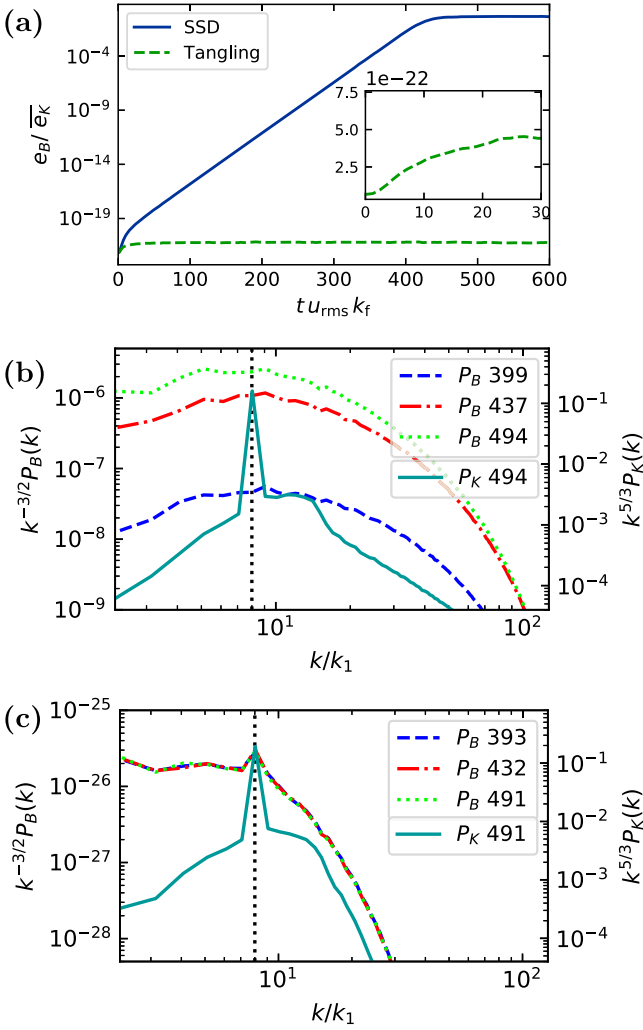 (a)
SSD
Tangling
e_B / \overline{e_K}
10^{-4}
10^{-9}
10^{-14}
10^{-19}
1e−22
7.5
5.0
2.5
0 10 20 30
0 100 200 300 400 500 600
t u_{rms} k_f
(b)
P_B 399
P_B 437
P_B 494
P_K 494
k^{-3/2}P_B(k)
10^{-6}
10^{-7}
10^{-8}
10^{-9}
k^{5/3}P_K(k)
10^{-1}
10^{-2}
10^{-3}
10^{-4}
10^1 10^2
k/k_1
(c)
P_B 393
P_B 432
P_B 491
P_K 491
k^{-3/2}P_B(k)
10^{-25}
10^{-26}
10^{-27}
10^{-28}
k^{5/3}P_K(k)
10^{-1}
10^{-2}
10^{-3}
10^{-4}
10^1 10^2
k/k_1